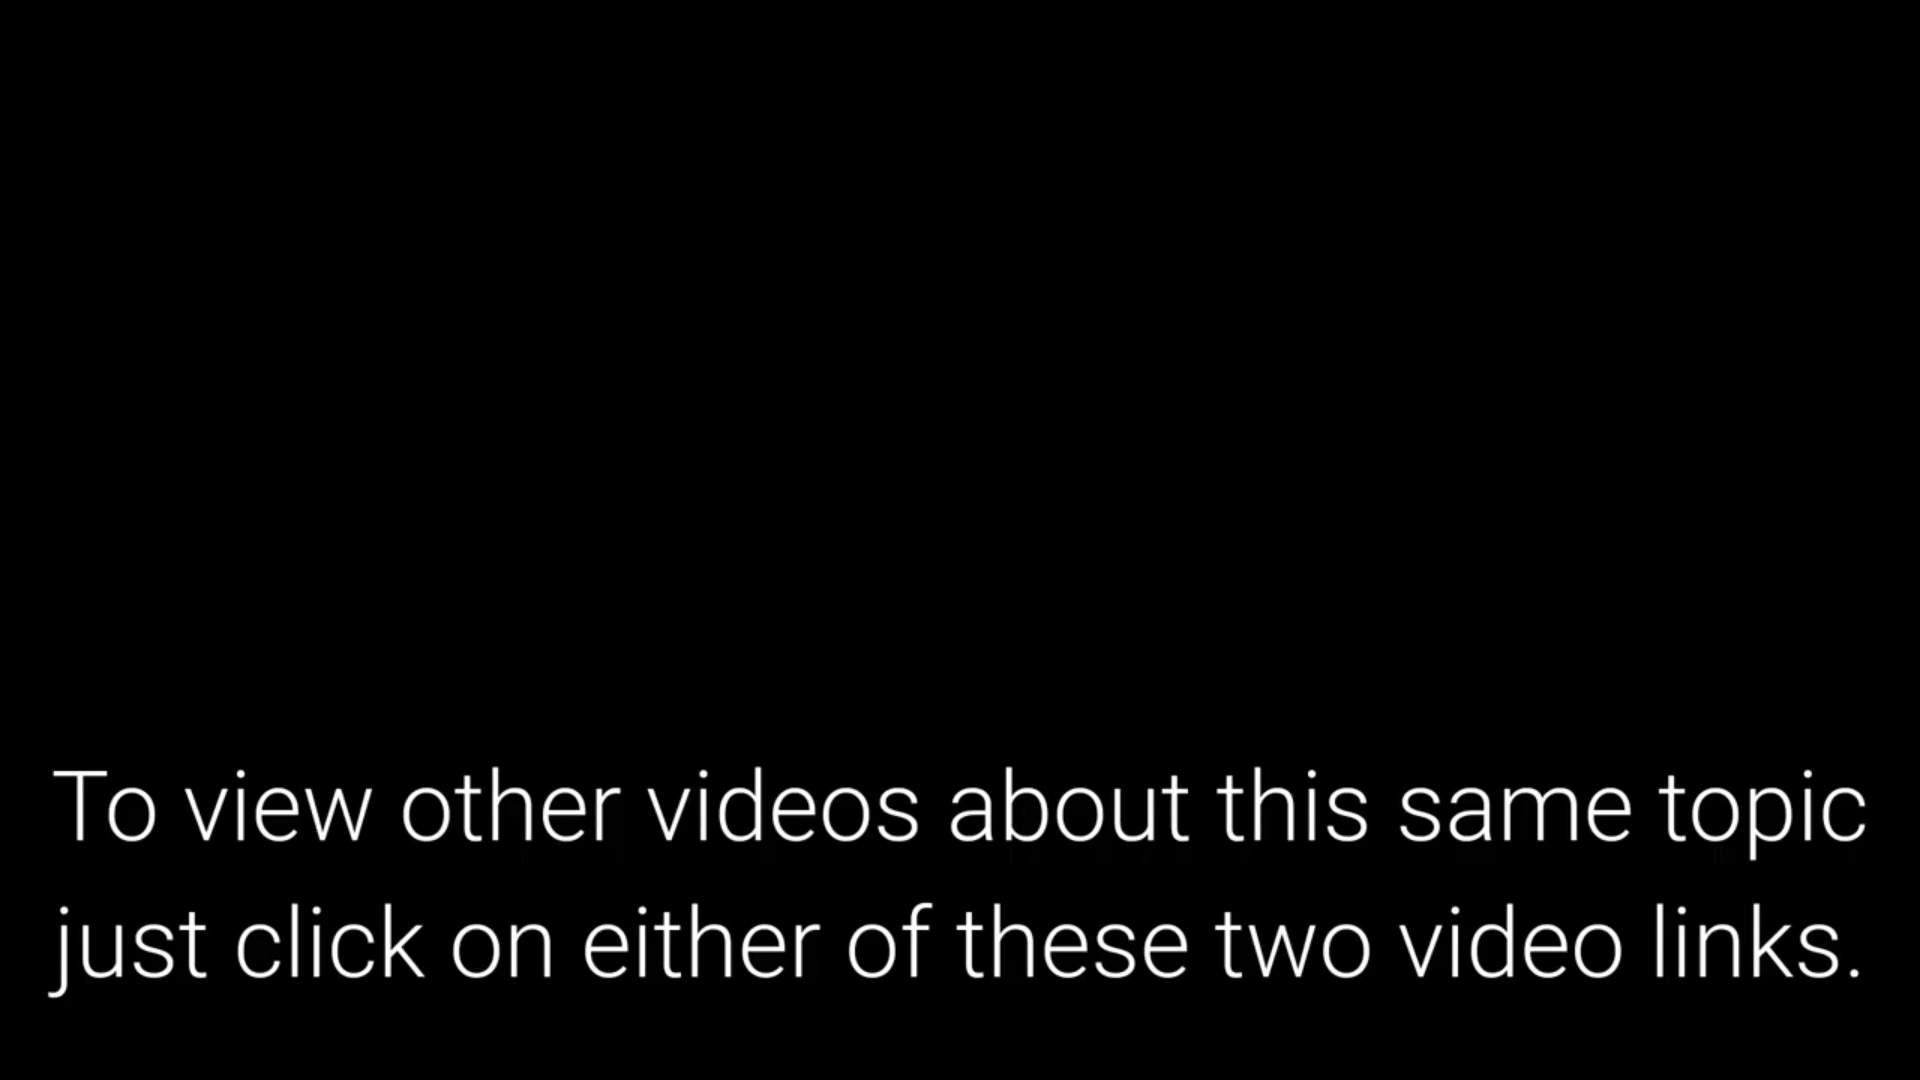 To view other videos about this same topic
just click on either of these two video links.